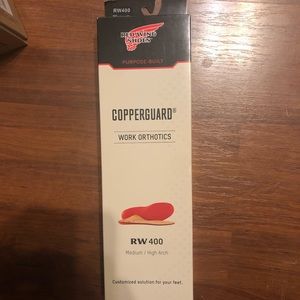 RW400
RED WING
SHOES
PURPOSE-BUILT
COPPERGUARD®
WORK ORTHOTICS
RW 400
Medium / High Arch
Customized solution for your feet.